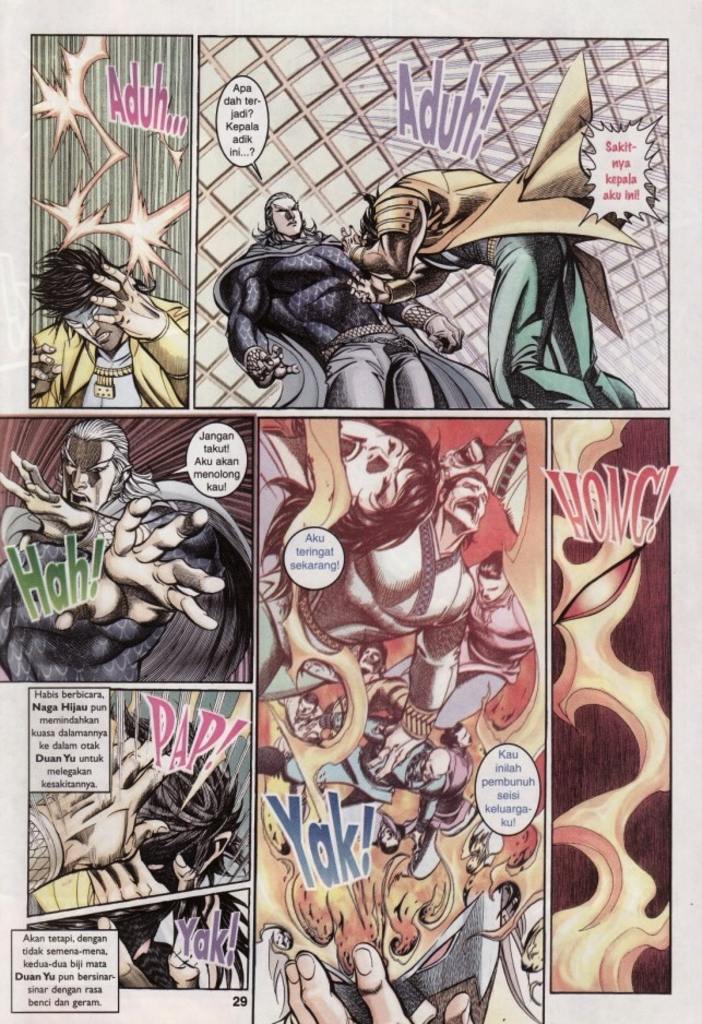 Aduh...
Apa
dah ter-
jadi?
Kepala
adik
ini...?
Aduh!
Sakit-
nya
kepala
aku ini!
Jangan
takut!
Aku akan
menolong
kau!
Hah!
Habis berbicara,
Naga Hijau pun
memindahkan
kuasa dalamannya
ke dalam otak
Duan Yu untuk
melegakan
kesakitannya.
PAP!
Akan tetapi, dengan
tidak semena-mena,
kedua-dua biji mata
Duan Yu pun bersinar-
sinar dengan rasa
benci dan geram.
Yak!
29
Aku
teringat
sekarang!
Kau
inilah
pembunuh
seisi
keluarga-
ku!
Yak!
HONG!